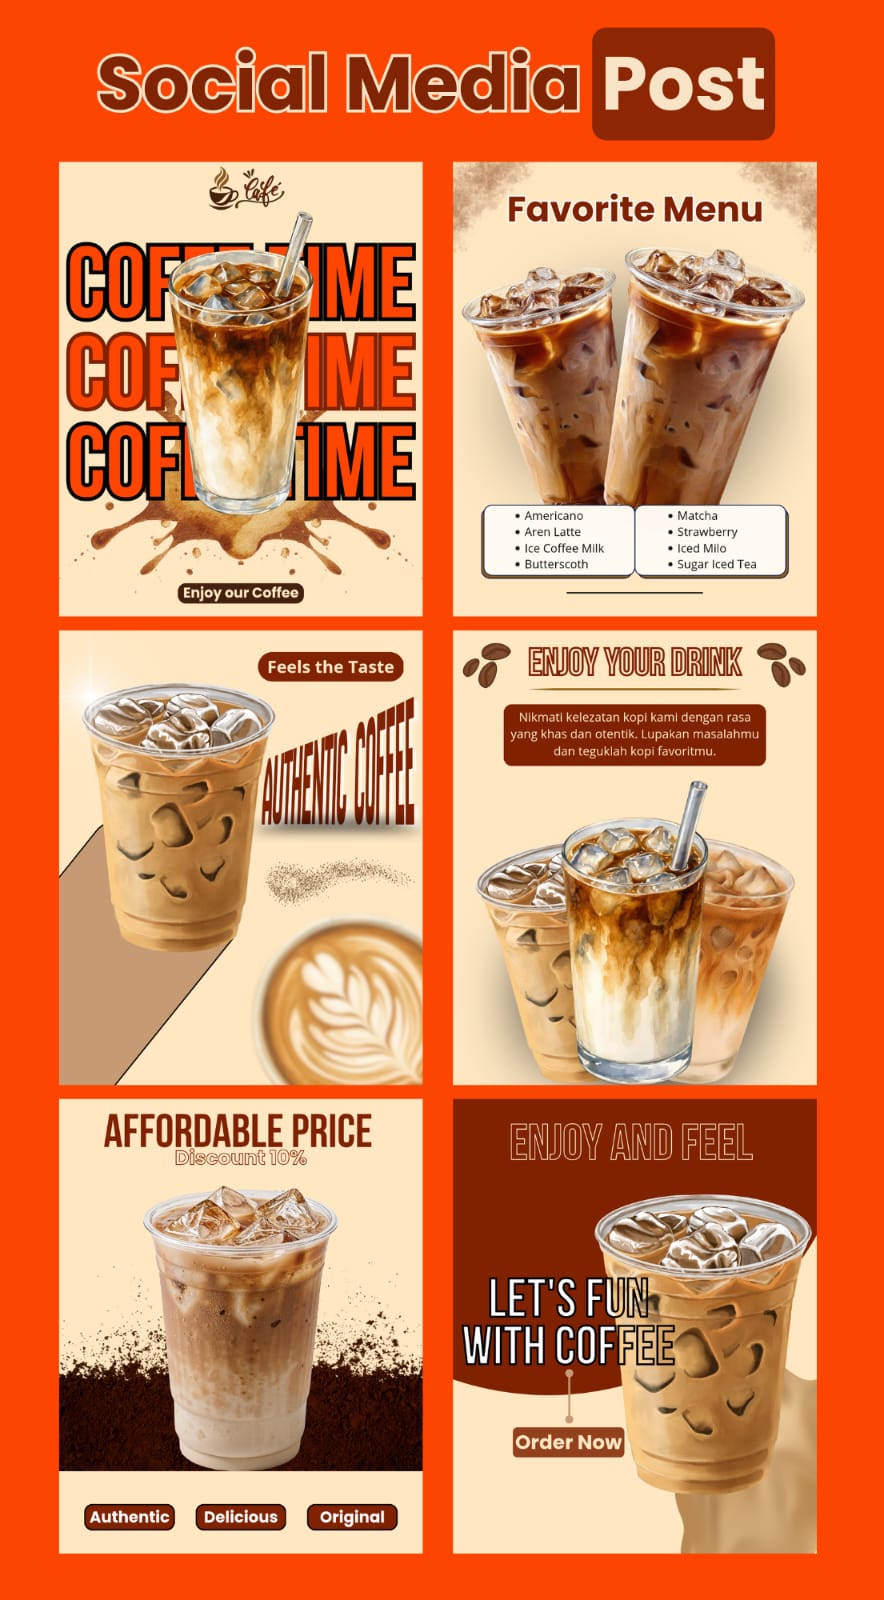 Social Media Post
Café
COFFEE TIME
COFFEE TIME
COFFEE TIME
Enjoy our Coffee
Favorite Menu
• Americano
• Aren Latte
• Ice Coffee Milk
• Butterscoth
• Matcha
• Strawberry
• Iced Milo
• Sugar Iced Tea
Feels the Taste
AUTHENTIC COFFEE
ENJOY YOUR DRINK
Nikmati kelezatan kopi kami dengan rasa
yang khas dan otentik. Lupakan masalahmu
dan teguklah kopi favoritmu.
AFFORDABLE PRICE
Discount 10%
Authentic Delicious Original
ENJOY AND FEEL
LET'S FUN
WITH COFFEE
Order Now